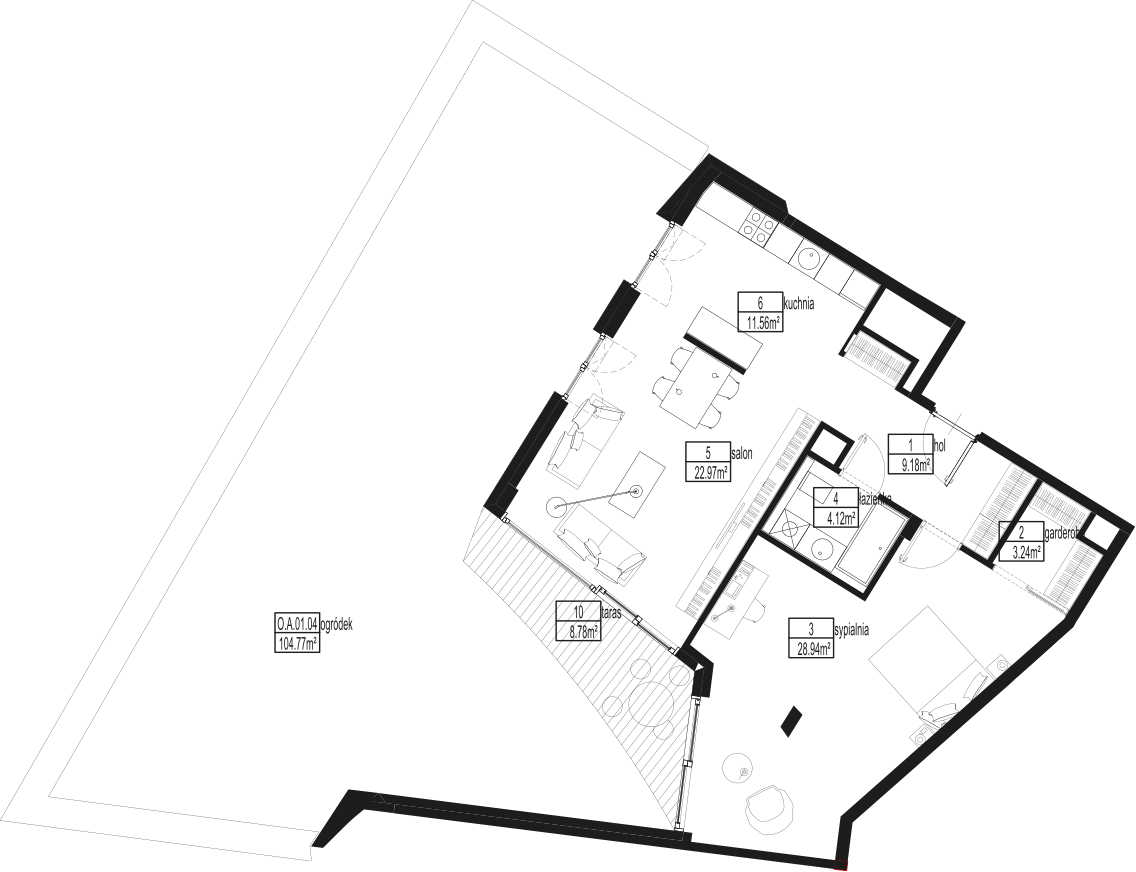 6 kuchnia
11.56m²
1 hol
9.18m²
5 salon
22.97m²
4 łazienka
4.12m²
2 garderob
3.24m²
10 taras
8.78m²
O.A.01.04 ogródek
104.77m²
3 sypialnia
28.94m²